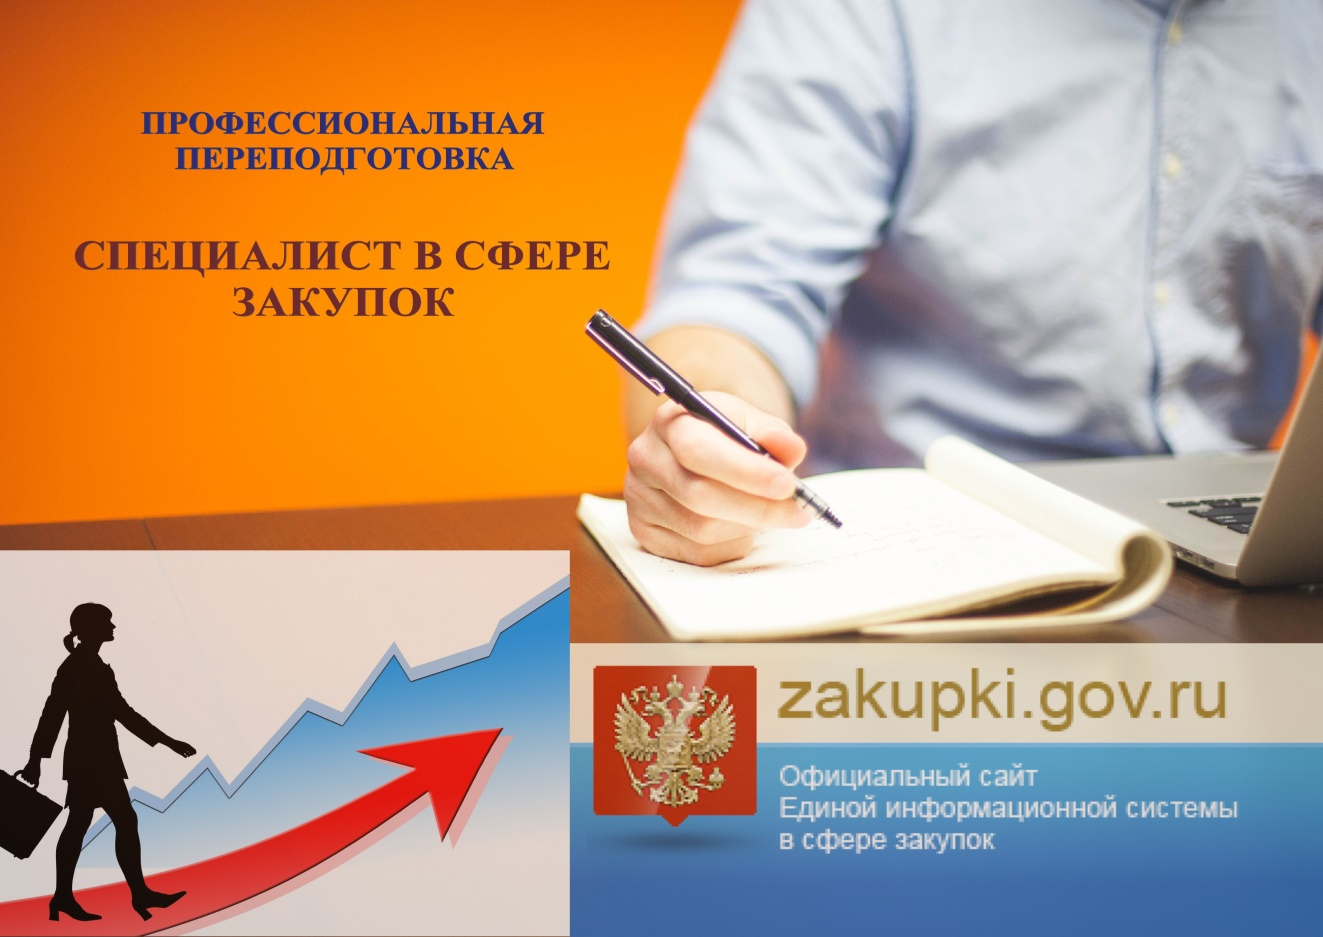 ПРОФЕССИОНАЛЬНАЯ
ПЕРЕПОДГОТОВКА
СПЕЦИАЛИСТ В СФЕРЕ
ЗАКУПОК
zakupki.gov.ru
Официальный сайт
Единой информационной системы
в сфере закупок